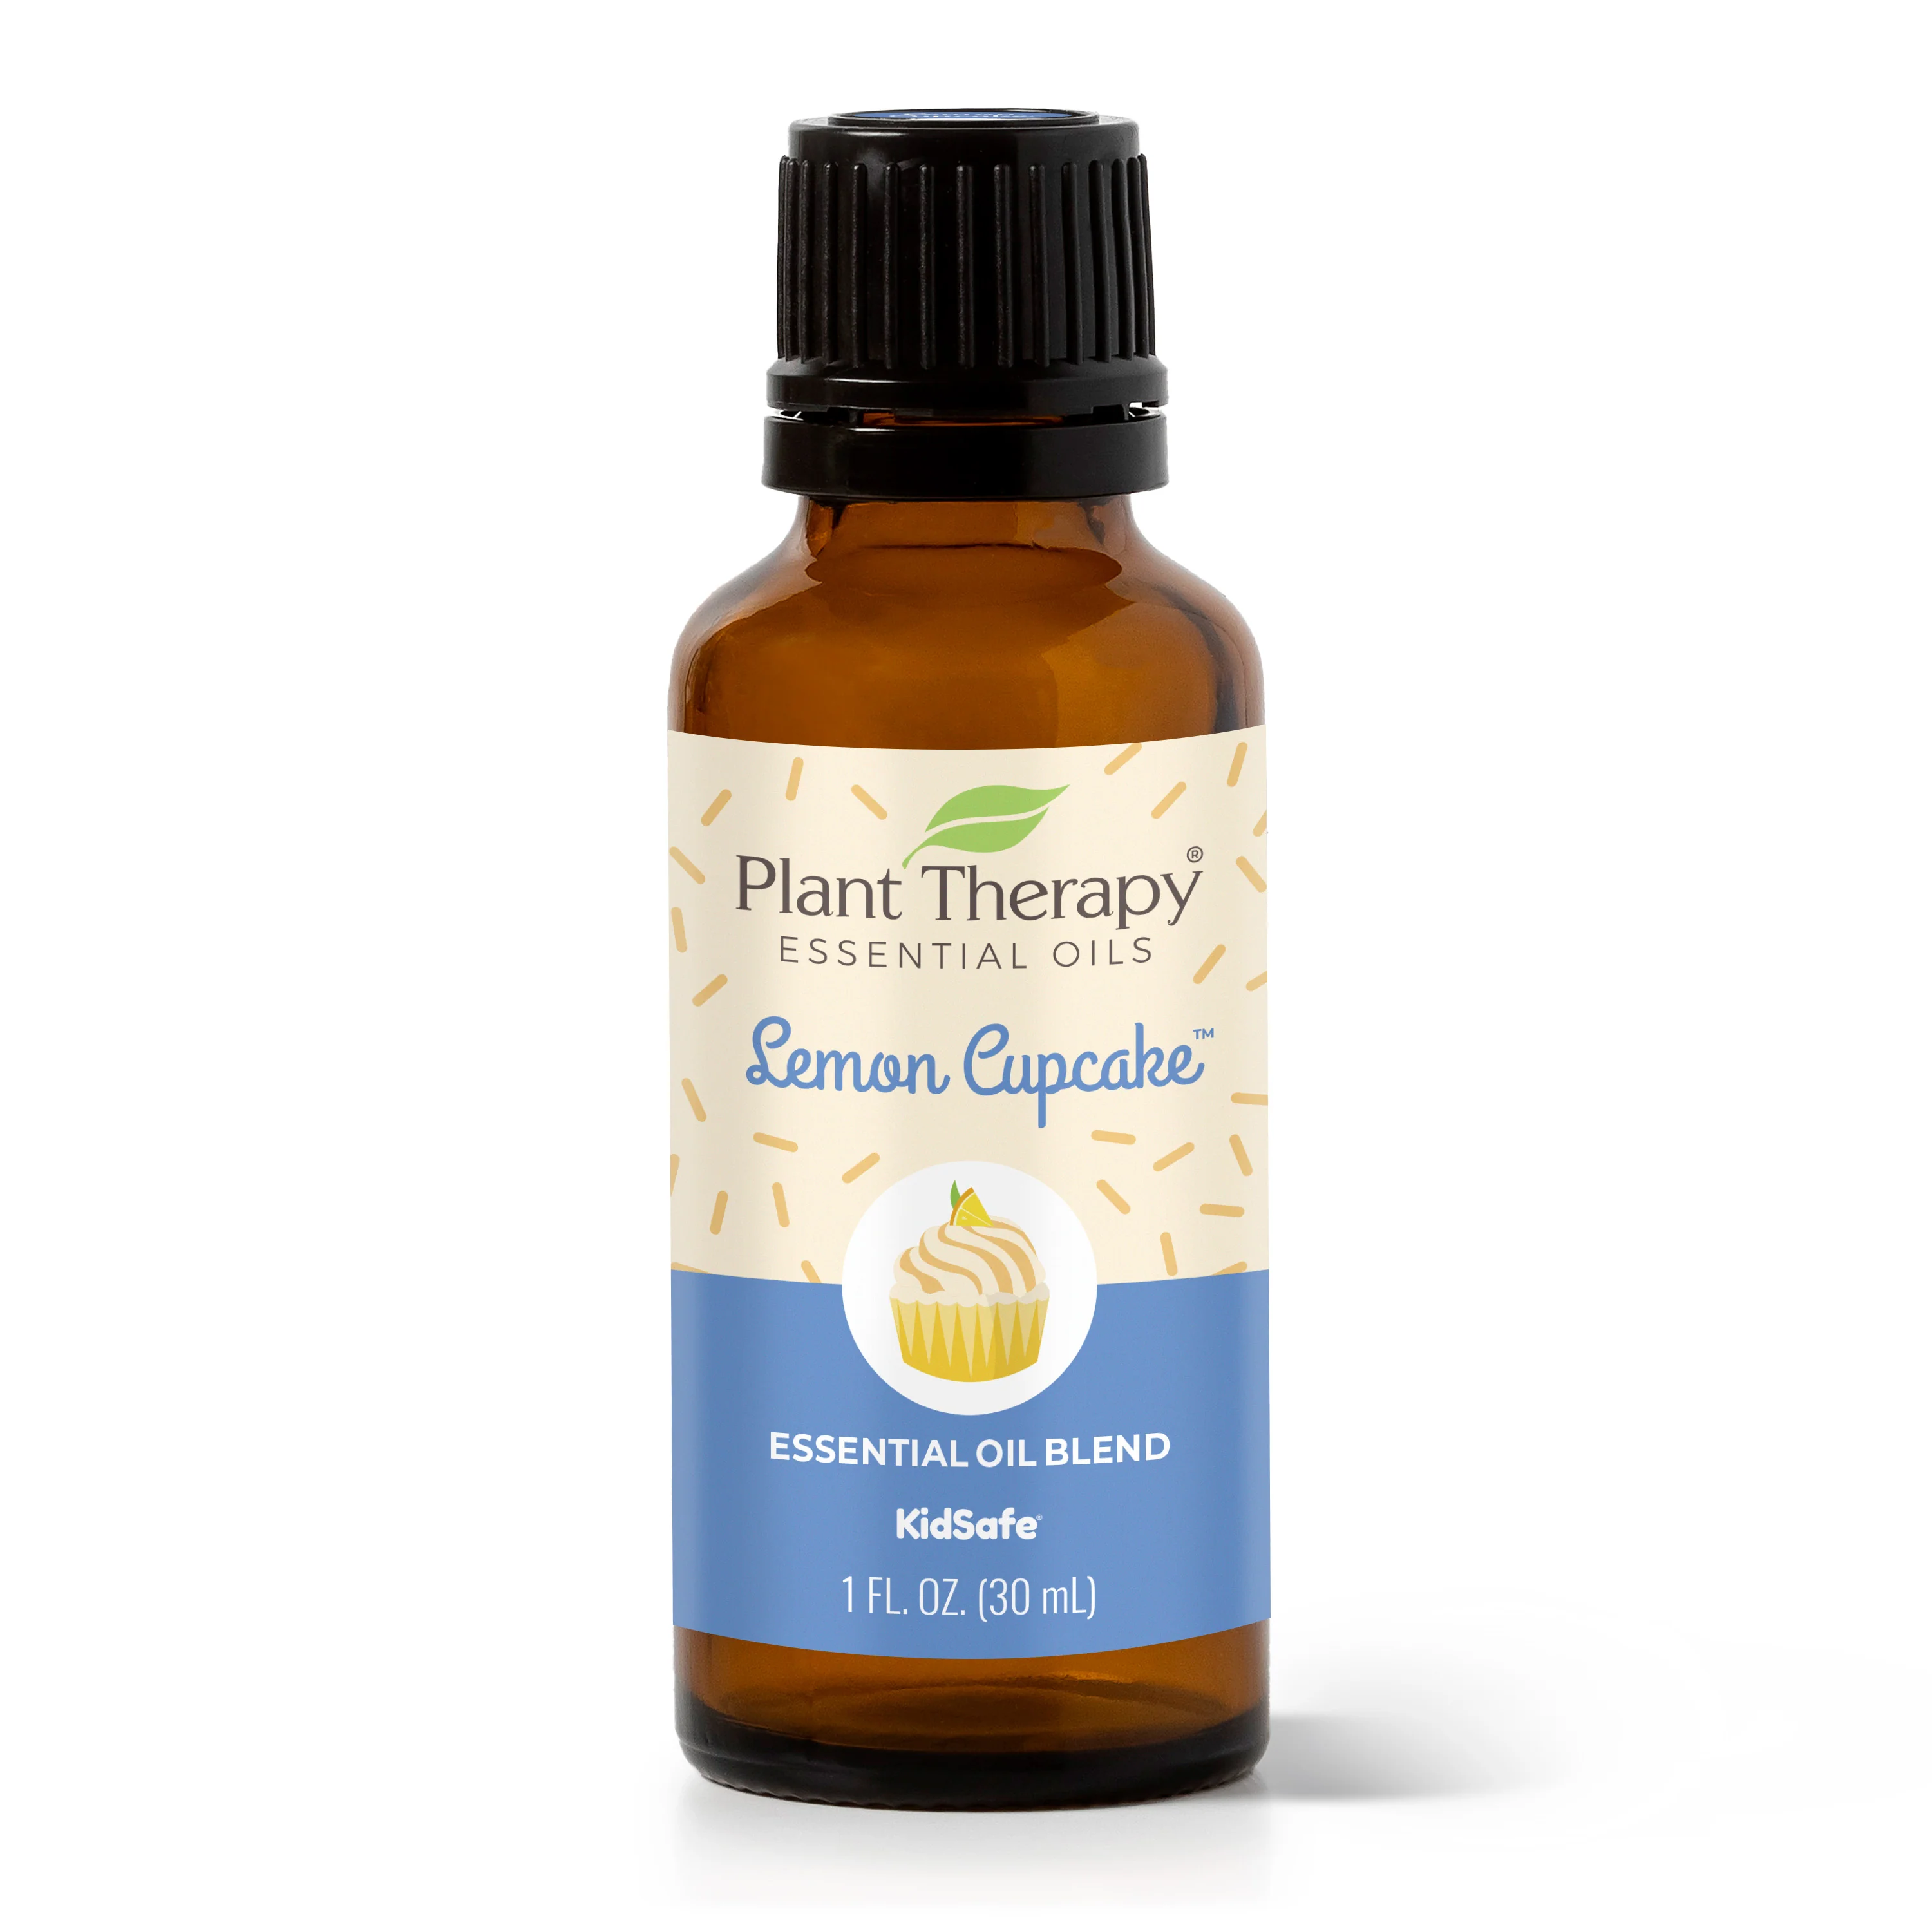 Plant Therapy®
ESSENTIAL OILS
Lemon Cupcake™
ESSENTIAL OIL BLEND
KidSafe®
1 FL. OZ. (30 mL)